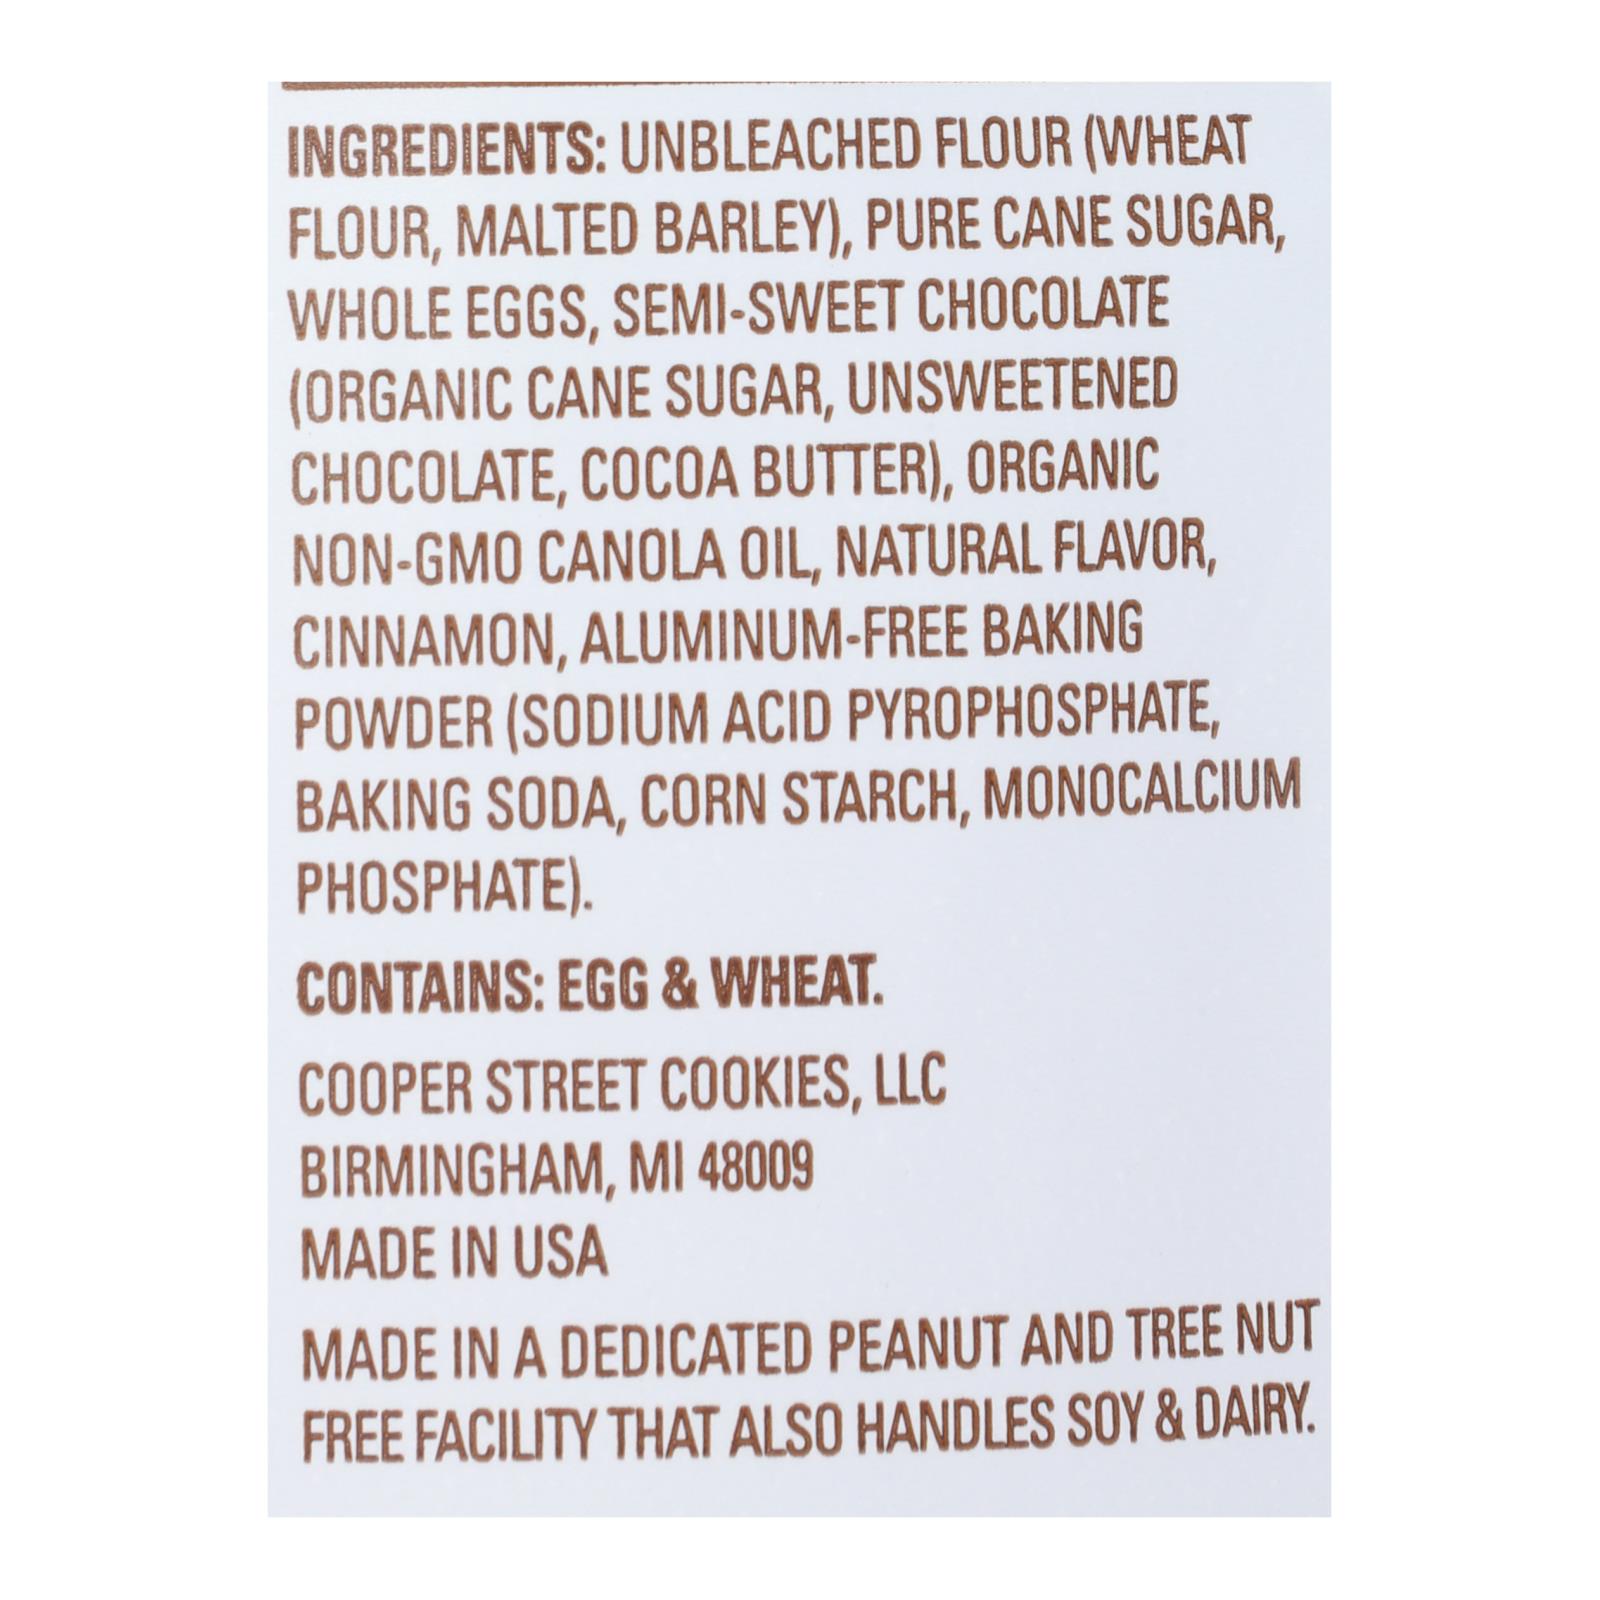 INGREDIENTS: UNBLEACHED FLOUR (WHEAT
FLOUR, MALTED BARLEY), PURE CANE SUGAR,
WHOLE EGGS, SEMI-SWEET CHOCOLATE
(ORGANIC CANE SUGAR, UNSWEETENED
CHOCOLATE, COCOA BUTTER), ORGANIC
NON-GMO CANOLA OIL, NATURAL FLAVOR,
CINNAMON, ALUMINUM-FREE BAKING
POWDER (SODIUM ACID PYROPHOSPHATE,
BAKING SODA, CORN STARCH, MONOCALCIUM
PHOSPHATE).
CONTAINS: EGG & WHEAT.
COOPER STREET COOKIES, LLC
BIRMINGHAM, MI 48009
MADE IN USA
MADE IN A DEDICATED PEANUT AND TREE NUT
FREE FACILITY THAT ALSO HANDLES SOY & DAIRY.